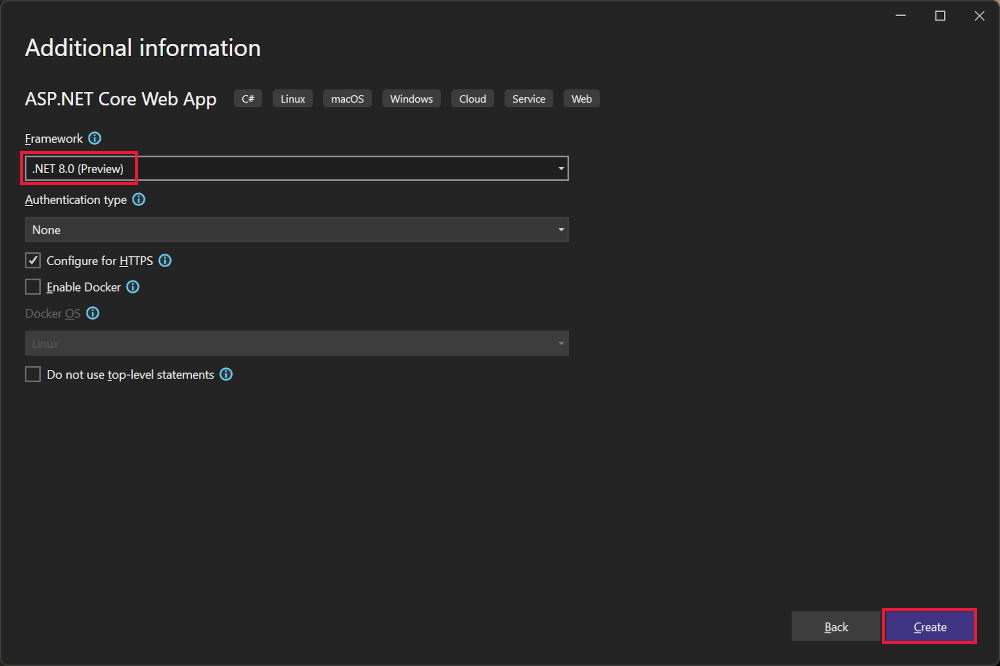 Additional information
ASP.NET Core Web App C# Linux macOS Windows Cloud Service Web
Framework
.NET 8.0 (Preview)
Authentication type
None
Configure for HTTPS
Enable Docker
Docker OS
Linux
Do not use top-level statements
Back Create